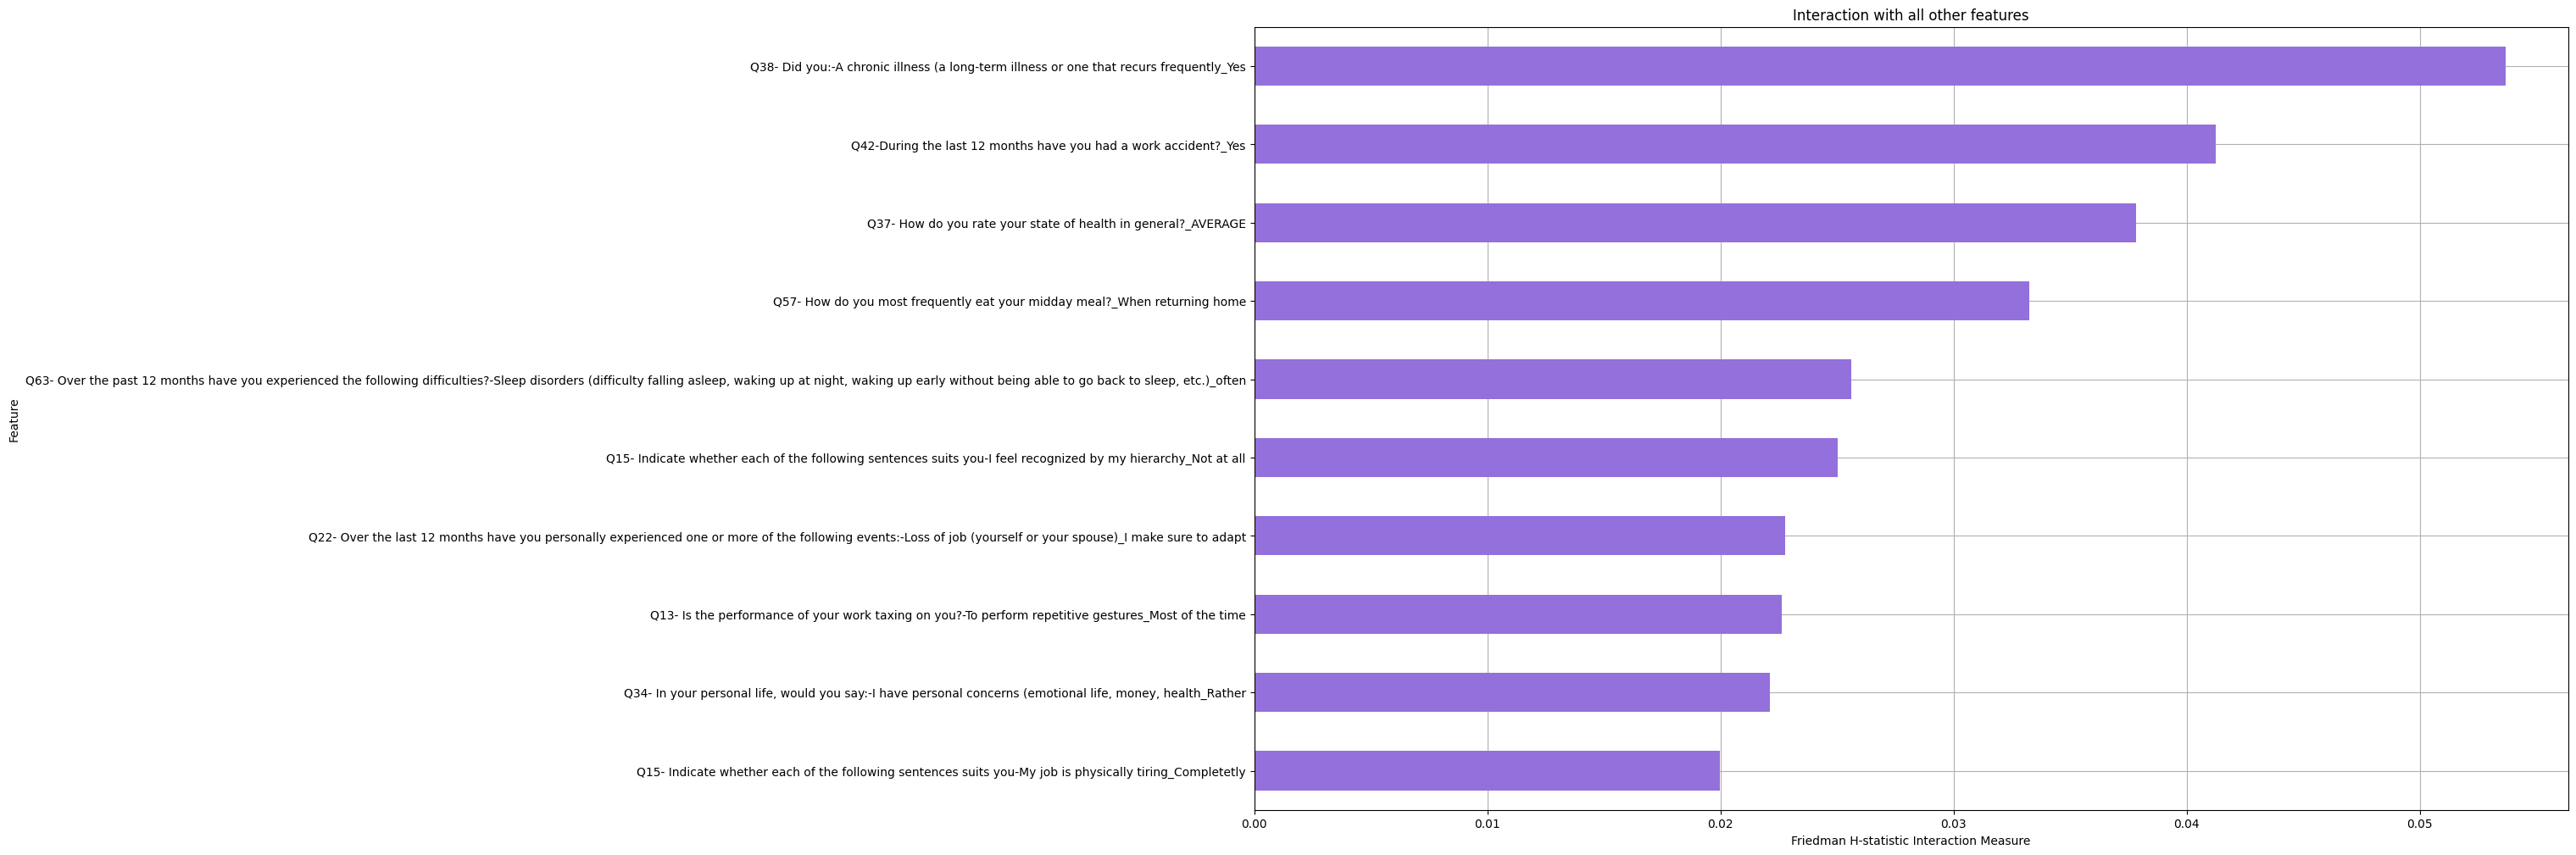 Interaction with all other features
Q38- Did you:-A chronic illness (a long-term illness or one that recurs frequently_Yes
Q42-During the last 12 months have you had a work accident?_Yes
Q37- How do you rate your state of health in general?_AVERAGE
Q57- How do you most frequently eat your midday meal?_When returning home
Q63- Over the past 12 months have you experienced the following difficulties?-Sleep disorders (difficulty falling asleep, waking up at night, waking up early without being able to go back to sleep, etc.)_often
Q15- Indicate whether each of the following sentences suits you-I feel recognized by my hierarchy_Not at all
Q22- Over the last 12 months have you personally experienced one or more of the following events:-Loss of job (yourself or your spouse)_I make sure to adapt
Q13- Is the performance of your work taxing on you?-To perform repetitive gestures_Most of the time
Q34- In your personal life, would you say:-I have personal concerns (emotional life, money, health_Rather
Q15- Indicate whether each of the following sentences suits you-My job is physically tiring_Completetly
Feature
0.00 0.01 0.02 0.03 0.04 0.05
Friedman H-statistic Interaction Measure